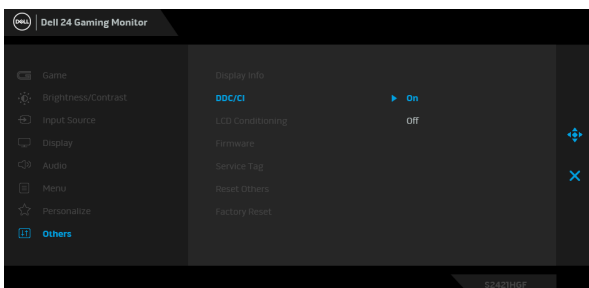 DELL Dell 24 Gaming Monitor
Game
Display Info
Brightness/Contrast
DDC/CI
On
Input Source
LCD Conditioning
Off
Display
Firmware
Audio
Service Tag
Menu
Reset Others
Personalize
Factory Reset
Others
S2421HGF